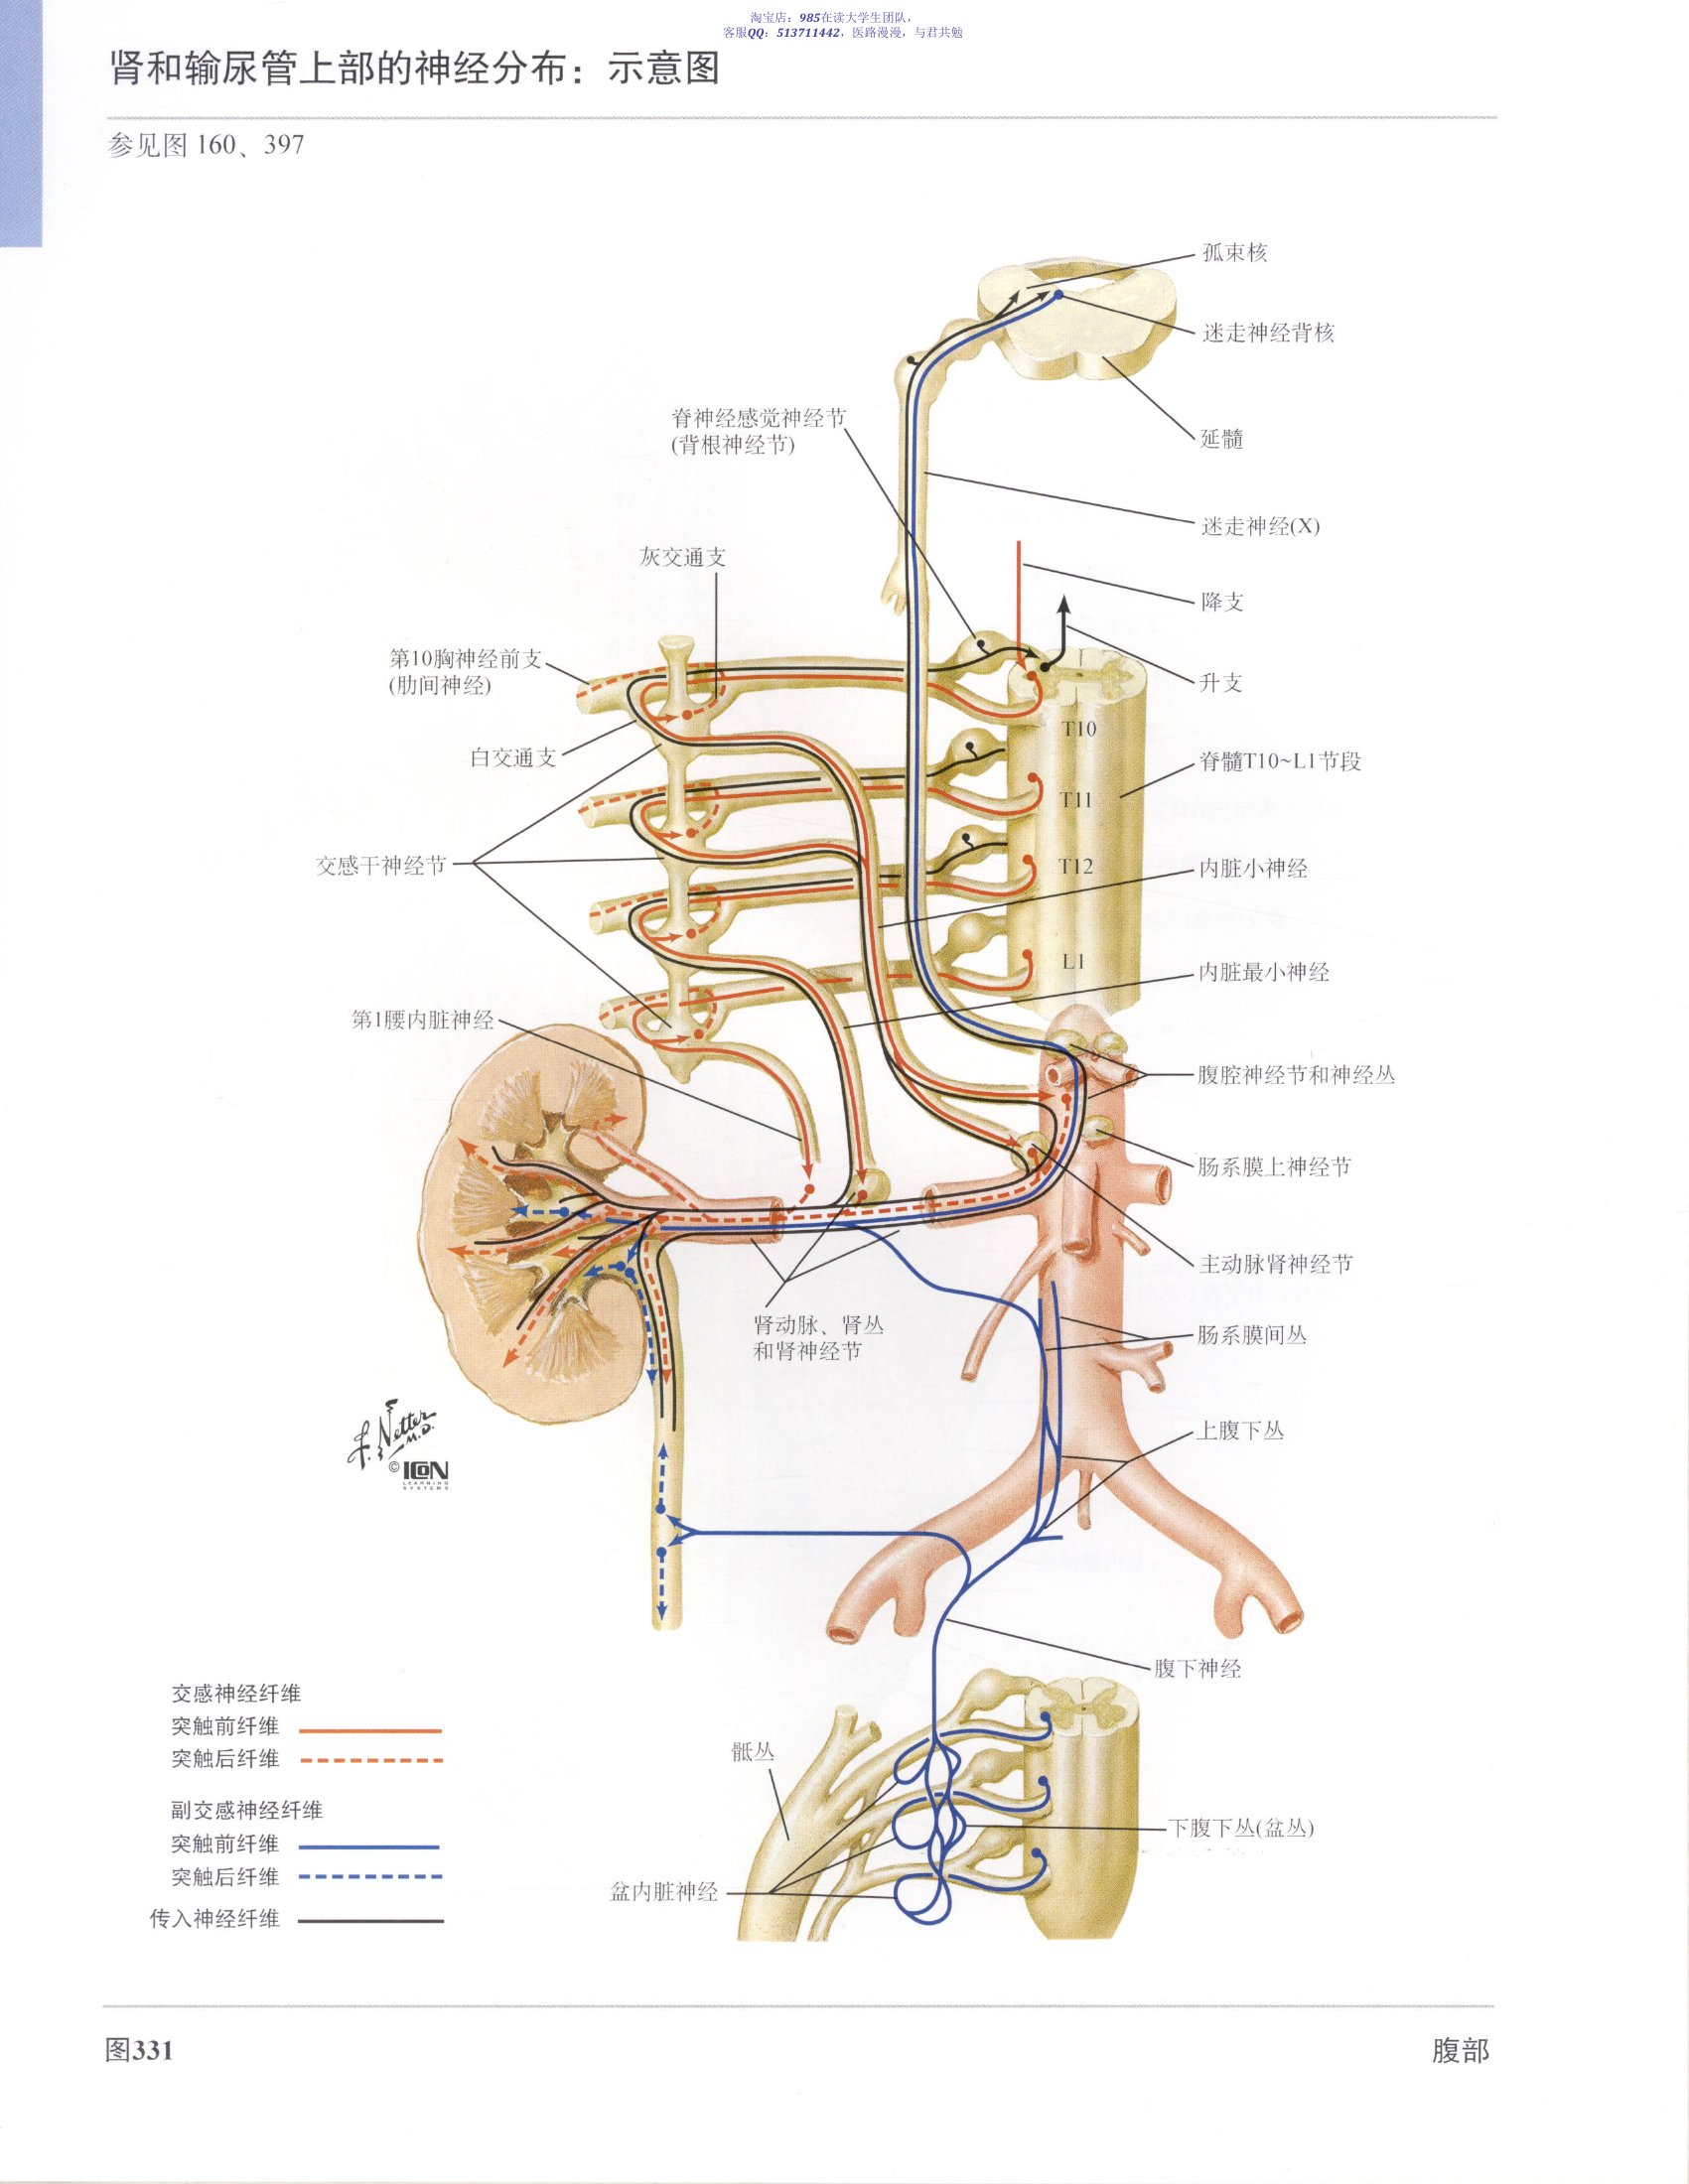 淘宝店：985在读大学生团队，
客服QQ：513711442，医路漫漫，与君共勉
肾和输尿管上部的神经分布：示意图
参见图 160、397
孤束核
迷走神经背核
脊神经感觉神经节
(背根神经节)
延髓
迷走神经(X)
灰交通支
降支
第10胸神经前支
(肋间神经)
升支
T10
白交通支
脊髓T10~L1节段
T11
交感干神经节
T12
内脏小神经
L1
内脏最小神经
第1腰内脏神经
腹腔神经节和神经丛
肠系膜上神经节
主动脉肾神经节
肾动脉、肾丛
和肾神经节
肠系膜间丛
上腹下丛
F. Netter
M.D.
© ICON
LEARNING
SYSTEMS
腹下神经
交感神经纤维
突触前纤维
突触后纤维
副交感神经纤维
突触前纤维
突触后纤维
传入神经纤维
骶丛
下腹下丛(盆丛)
盆内脏神经
图331
腹部